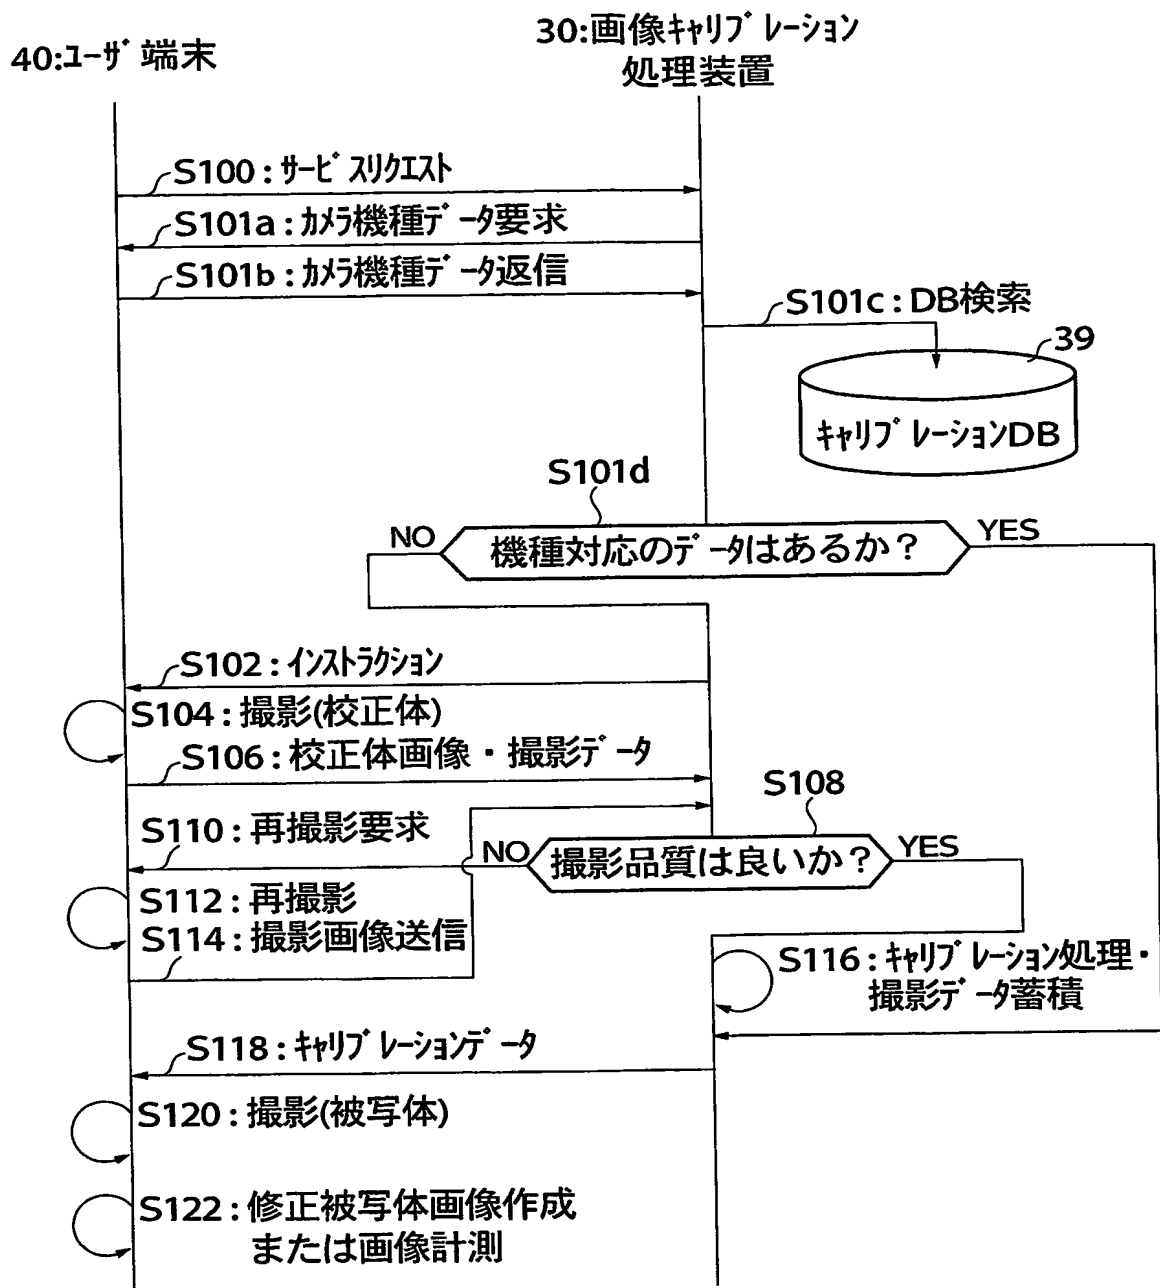 40:ユーザ端末
30:画像キャリブレーション
処理装置
S100:サービスリクエスト
S101a:カメラ機種データ要求
S101b:カメラ機種データ返信
S101c:DB検索
39
キャリブレーションDB
S101d
NO
機種対応のデータはあるか?
YES
S102:インストラクション
S104:撮影(校正体)
S106:校正体画像・撮影データ
S108
S110:再撮影要求
NO
撮影品質は良いか?
YES
S112:再撮影
S114:撮影画像送信
S116:キャリブレーション処理・
撮影データ蓄積
S118:キャリブレーションデータ
S120:撮影(被写体)
S122:修正被写体画像作成
または画像計測